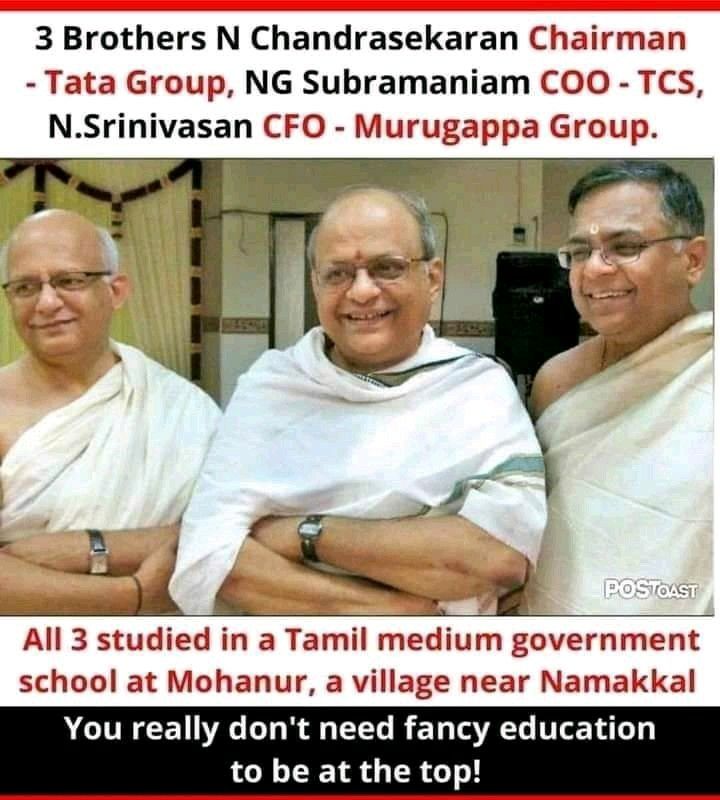 3 Brothers N Chandrasekaran Chairman
- Tata Group, NG Subramaniam COO - TCS,
N.Srinivasan CFO - Murugappa Group.
POSTOAST
All 3 studied in a Tamil medium government
school at Mohanur, a village near Namakkal
You really don't need fancy education
to be at the top!